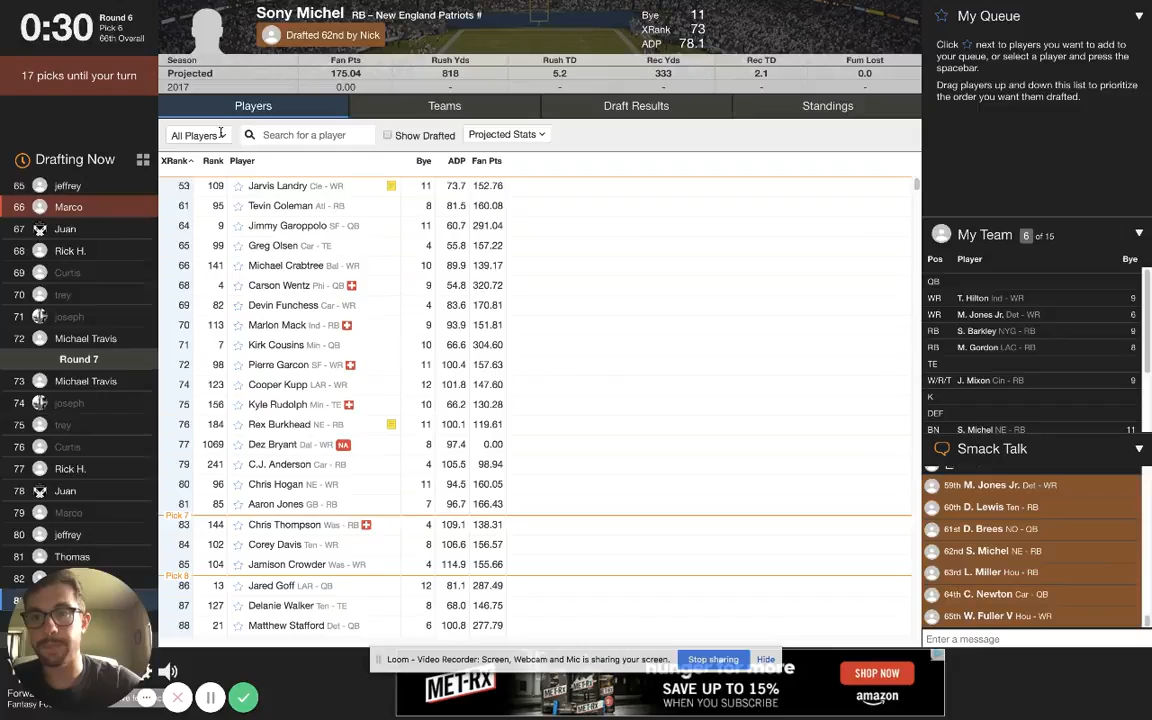 0:30
Round 6
Pick 6
66th Overall
17 picks until your turn
Drafting Now
65 jeffrey
66 Marco
67 Juan
68 Rick H.
69 Curtis
70 trey
71 joseph
72 Michael Travis
Round 7
73 Michael Travis
74 joseph
75 trey
76 Curtis
77 Rick H.
78 Juan
79 Marco
80 jeffrey
81 Thomas
82
Sony Michel RB – New England Patriots #
Drafted 62nd by Nick
Bye 11
XRank 73
ADP 78.1
Season Fan Pts Rush Yds Rush TD Rec Yds Rec TD Fum Lost
Projected 175.04 818 5.2 333 2.1 0.0
2017 0.00 - - - - -
Players Teams Draft Results Standings
All Players Search for a player Show Drafted Projected Stats
XRank Rank Player Bye ADP Fan Pts
53 109 Jarvis Landry Cle - WR 11 73.7 152.76
61 95 Tevin Coleman Atl - RB 8 81.5 160.08
64 9 Jimmy Garoppolo SF - QB 11 60.7 291.04
65 99 Greg Olsen Car - TE 4 55.8 157.22
66 141 Michael Crabtree Bal - WR 10 89.9 139.17
68 4 Carson Wentz Phi - QB 9 54.8 320.72
69 82 Devin Funchess Car - WR 4 83.6 170.81
70 113 Marlon Mack Ind - RB 9 93.9 151.81
71 7 Kirk Cousins Min - QB 10 66.6 304.60
72 98 Pierre Garcon SF - WR 11 100.4 157.63
74 123 Cooper Kupp LAR - WR 12 101.8 147.60
75 156 Kyle Rudolph Min - TE 10 66.2 130.28
76 184 Rex Burkhead NE - RB 11 100.1 119.61
77 1069 Dez Bryant Dal - WR NA 8 97.4 0.00
79 241 C.J. Anderson Car - RB 4 105.5 98.94
80 96 Chris Hogan NE - WR 11 94.5 160.05
81 85 Aaron Jones GB - RB 7 96.7 166.43
Pick 7
83 144 Chris Thompson Was - RB 4 109.1 138.31
84 102 Corey Davis Ten - WR 8 106.6 156.57
85 104 Jamison Crowder Was - WR 4 114.9 155.66
Pick 8
86 13 Jared Goff LAR - QB 12 81.1 287.49
87 127 Delanie Walker Ten - TE 8 68.0 146.75
88 21 Matthew Stafford Det - QB 6 100.8 277.79
My Queue
Click next to players you want to add to
your queue, or select a player and press the
spacebar.
Drag players up and down this list to prioritize
the order you want them drafted.
My Team 6 of 15
Pos Player Bye
QB
WR T. Hilton Ind - WR 9
WR M. Jones Jr. Det - WR 6
RB S. Barkley NYG - RB 9
RB M. Gordon LAC - RB 8
TE
W/R/T J. Mixon Cin - RB 9
K
DEF
BN S. Michel NE - RB 11
Smack Talk
59th M. Jones Jr. Det - WR
60th D. Lewis Ten - RB
61st D. Brees NO - QB
62nd S. Michel NE - RB
63rd L. Miller Hou - RB
64th C. Newton Car - QB
65th W. Fuller V Hou - WR
Enter a message
Loom – Video Recorder: Screen, Webcam and Mic is sharing your screen. Stop sharing Hide
MET-RX
hunger for more
SAVE UP TO 15%
WHEN YOU SUBSCRIBE
SHOP NOW
amazon